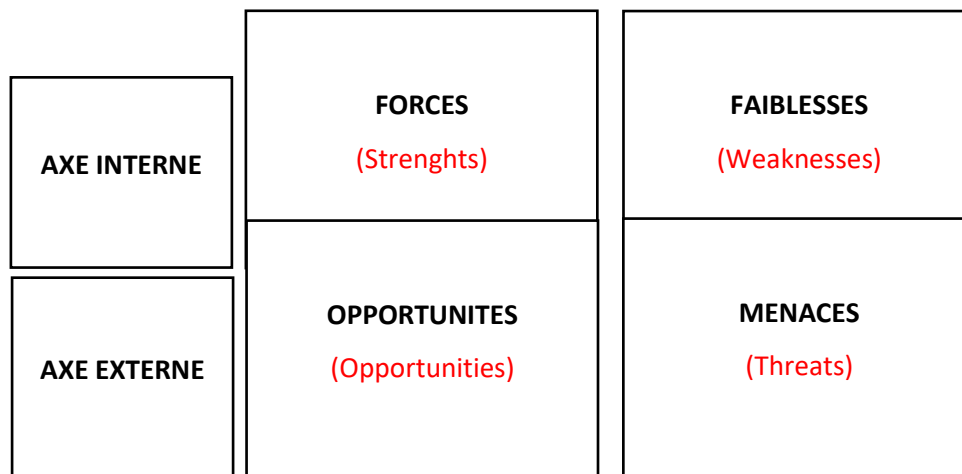 FORCES
(Strenghts)
FAIBLESSES
(Weaknesses)
AXE INTERNE
OPPORTUNITES
(Opportunities)
MENACES
(Threats)
AXE EXTERNE